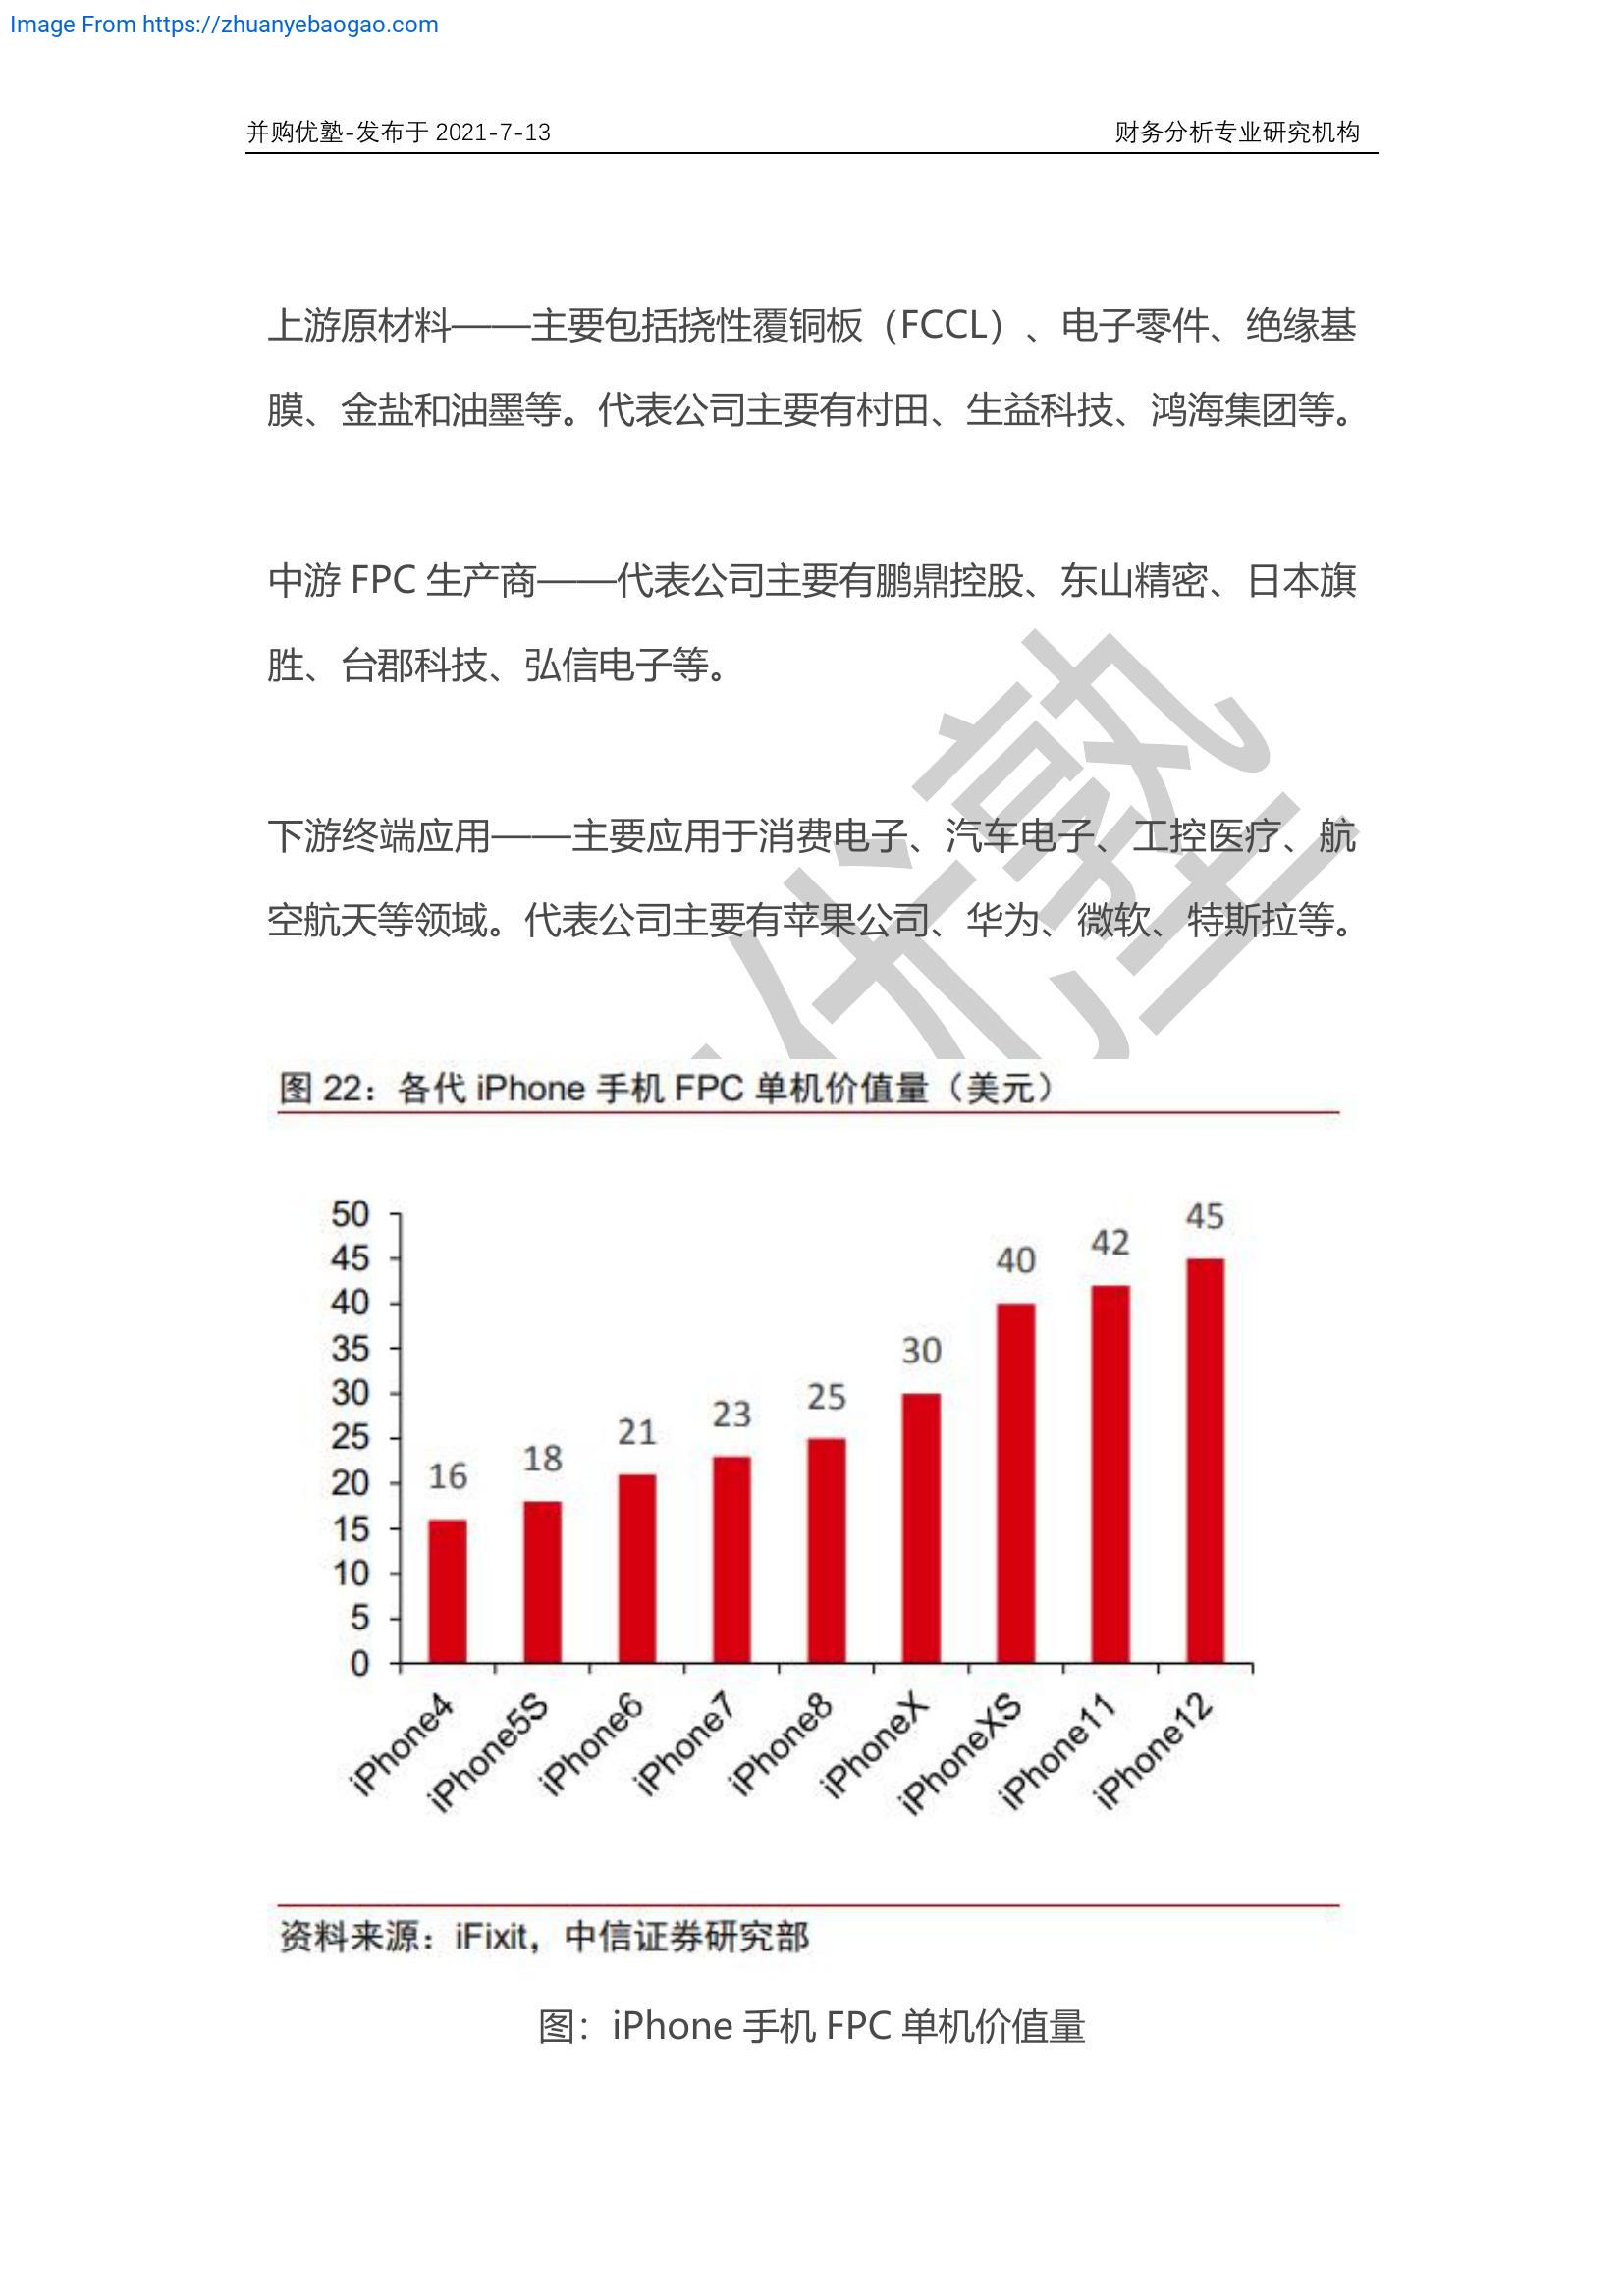 Image From https://zhuanyebaogao.com
并购优塾-发布于 2021-7-13 财务分析专业研究机构
上游原材料——主要包括挠性覆铜板（FCCL）、电子零件、绝缘基
膜、金盐和油墨等。代表公司主要有村田、生益科技、鸿海集团等。
中游 FPC 生产商——代表公司主要有鹏鼎控股、东山精密、日本旗
胜、台郡科技、弘信电子等。
下游终端应用——主要应用于消费电子、汽车电子、工控医疗、航
空航天等领域。代表公司主要有苹果公司、华为、微软、特斯拉等。
优塾
图 22：各代 iPhone 手机 FPC 单机价值量（美元）
50
45
40
35
30
25
20
15
10
5
0
16
18
21
23
25
30
40
42
45
iPhone4
iPhone5S
iPhone6
iPhone7
iPhone8
iPhoneX
iPhoneXS
iPhone11
iPhone12
资料来源：iFixit，中信证券研究部
图：iPhone 手机 FPC 单机价值量